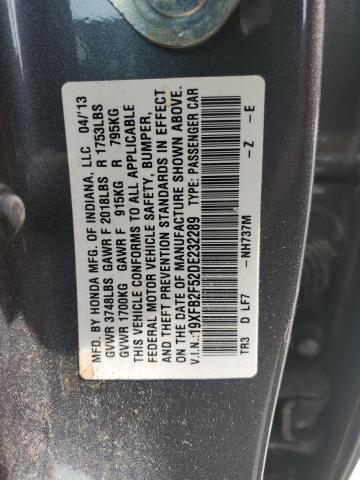 MFD. BY HONDA MFG. OF INDIANA, LLC 04/'13
GVWR 3748LBS GAWR F 2018LBS R 1753LBS
GVWR 1700KG GAWR F 915KG R 795KG
THIS VEHICLE CONFORMS TO ALL APPLICABLE
FEDERAL MOTOR VEHICLE SAFETY, BUMPER,
AND THEFT PREVENTION STANDARDS IN EFFECT
ON THE DATE OF MANUFACTURE SHOWN ABOVE.
V.I.N.:19XFB2F52DE232289 TYPE: PASSENGER CAR
TR3 D LF7 -NH737M -Z -E